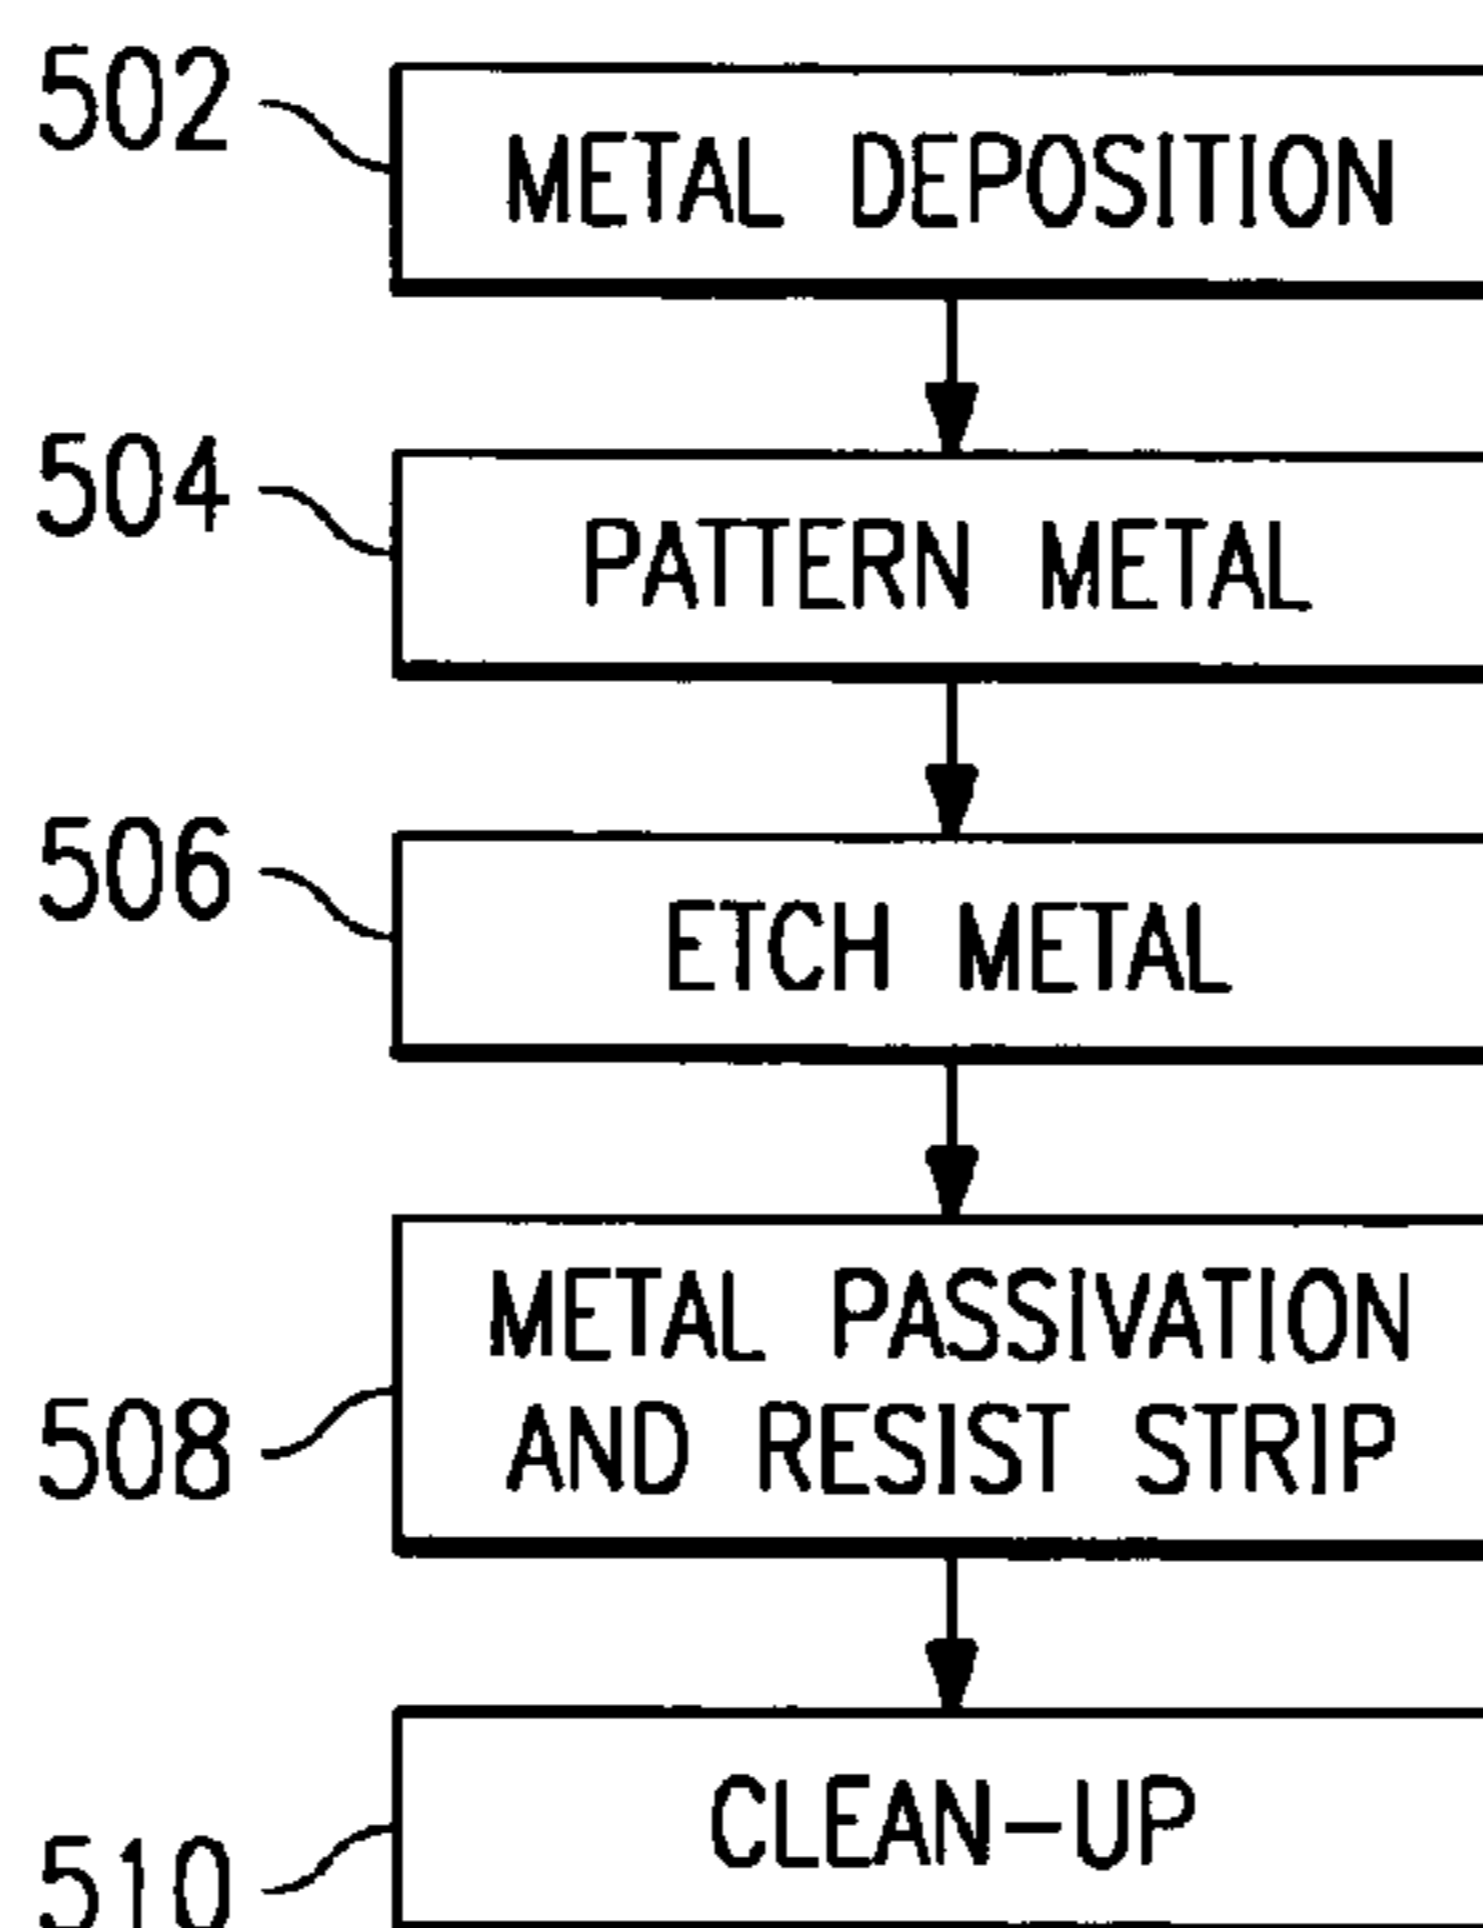 502
METAL DEPOSITION
504
PATTERN METAL
506
ETCH METAL
METAL PASSIVATION
508
AND RESIST STRIP
CLEAN-UP
510